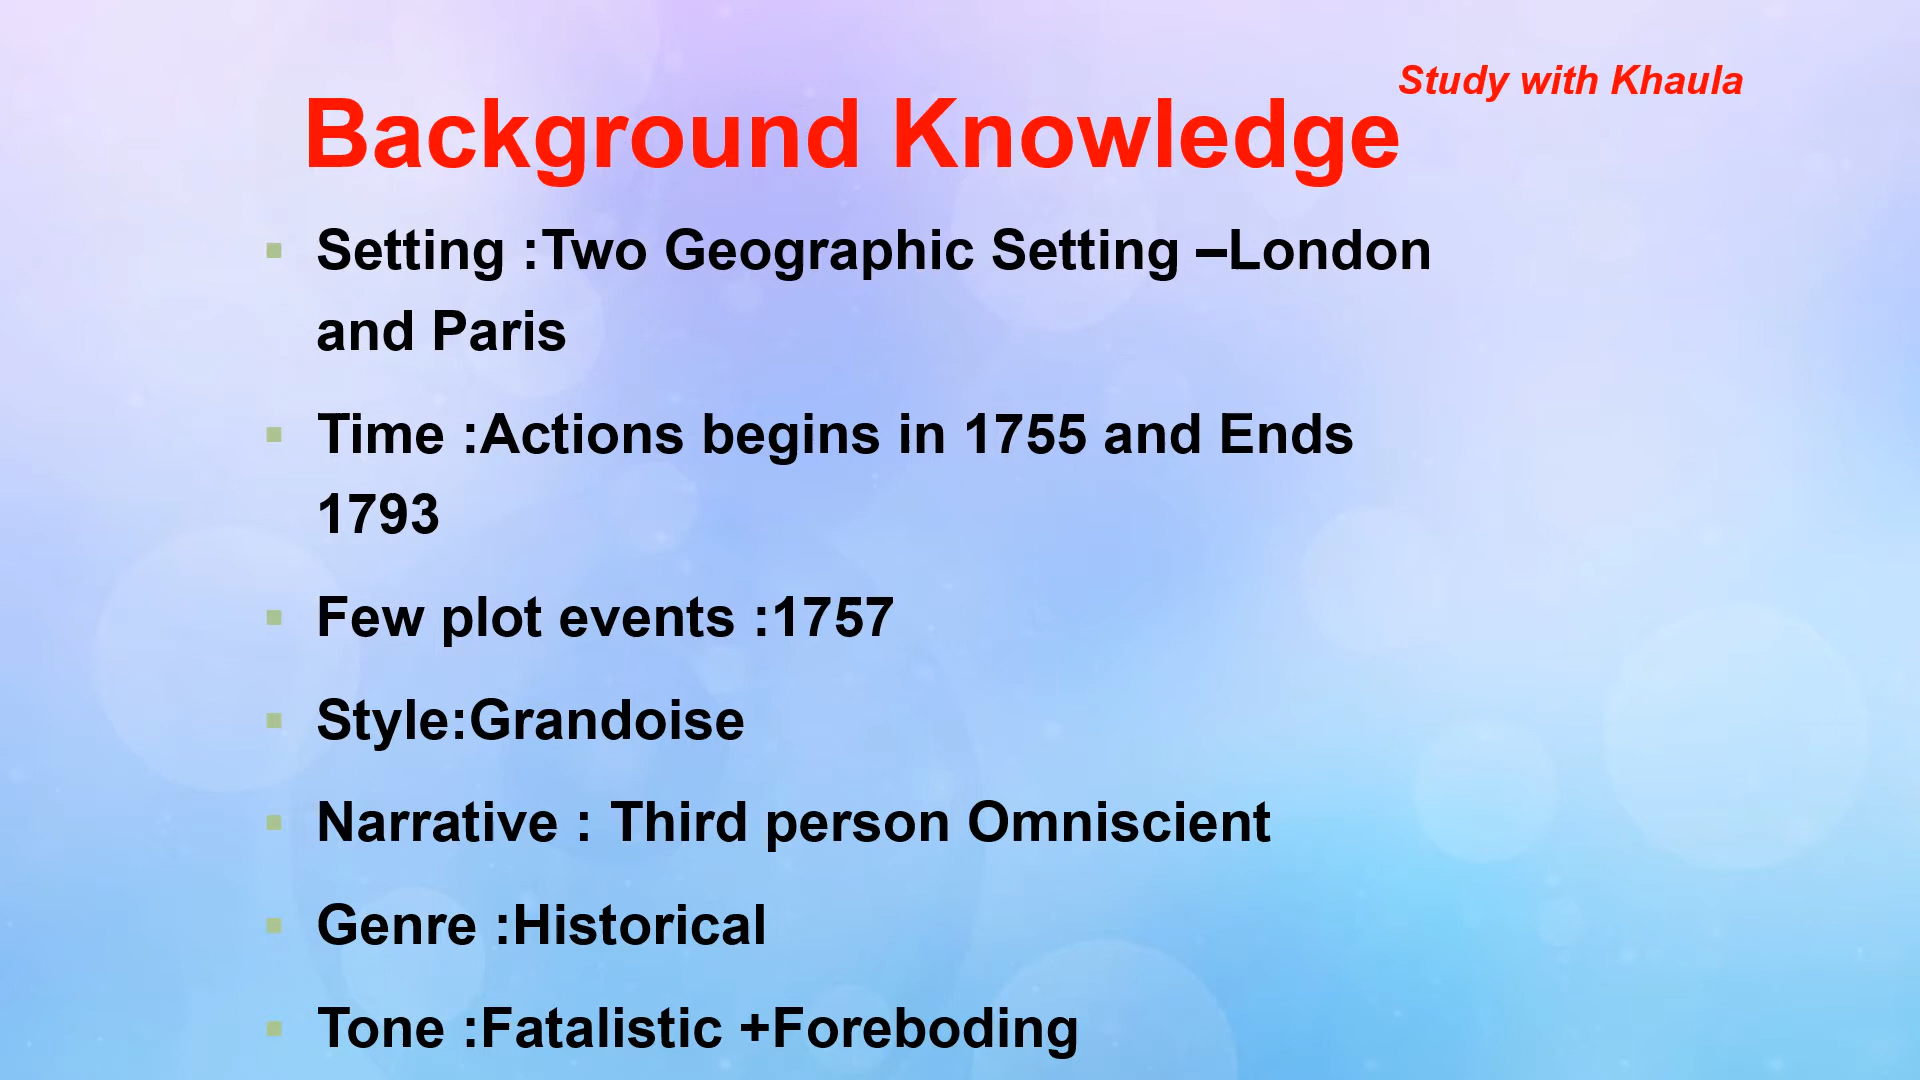 Study with Khaula
Background Knowledge
Setting :Two Geographic Setting –London
and Paris
Time :Actions begins in 1755 and Ends
1793
Few plot events :1757
Style:Grandoise
Narrative : Third person Omniscient
Genre :Historical
Tone :Fatalistic +Foreboding